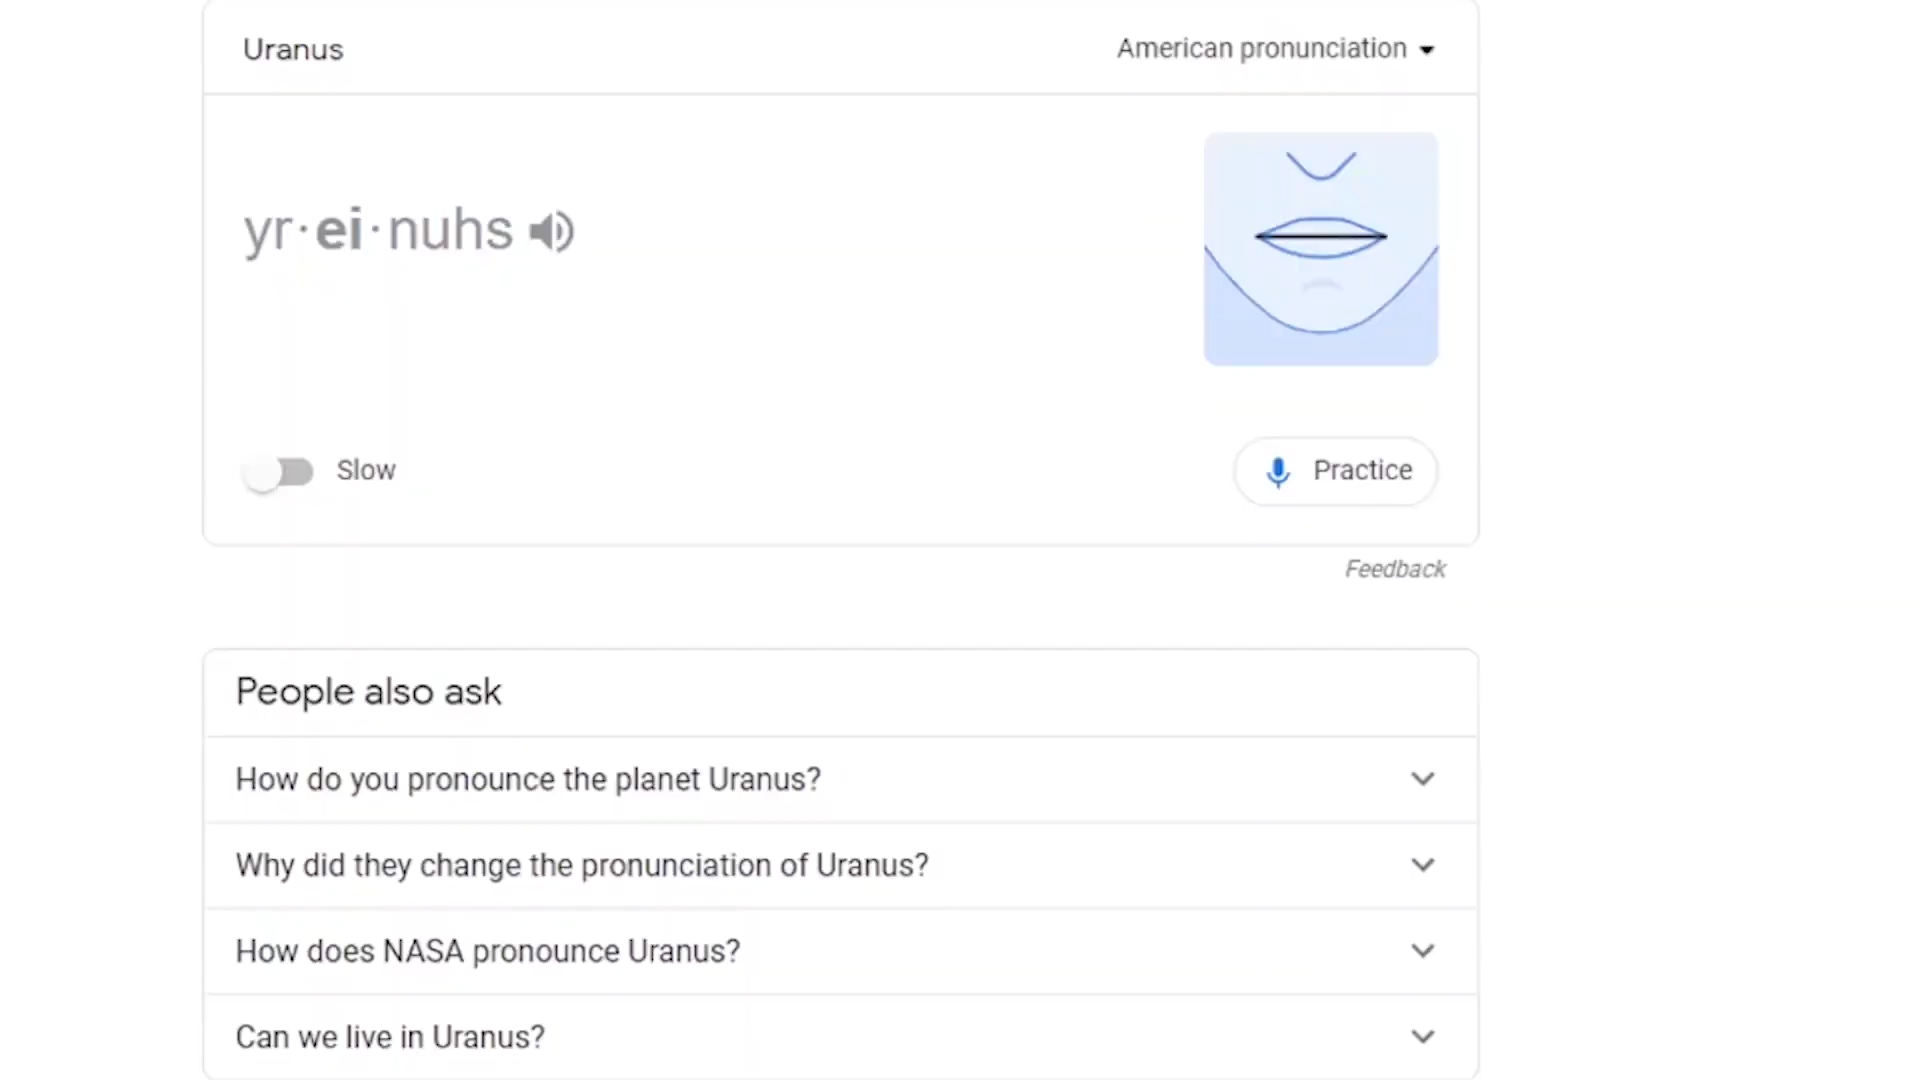 Uranus
American pronunciation
yr·ei·nuhs
Slow
Practice
Feedback
People also ask
How do you pronounce the planet Uranus?
Why did they change the pronunciation of Uranus?
How does NASA pronounce Uranus?
Can we live in Uranus?